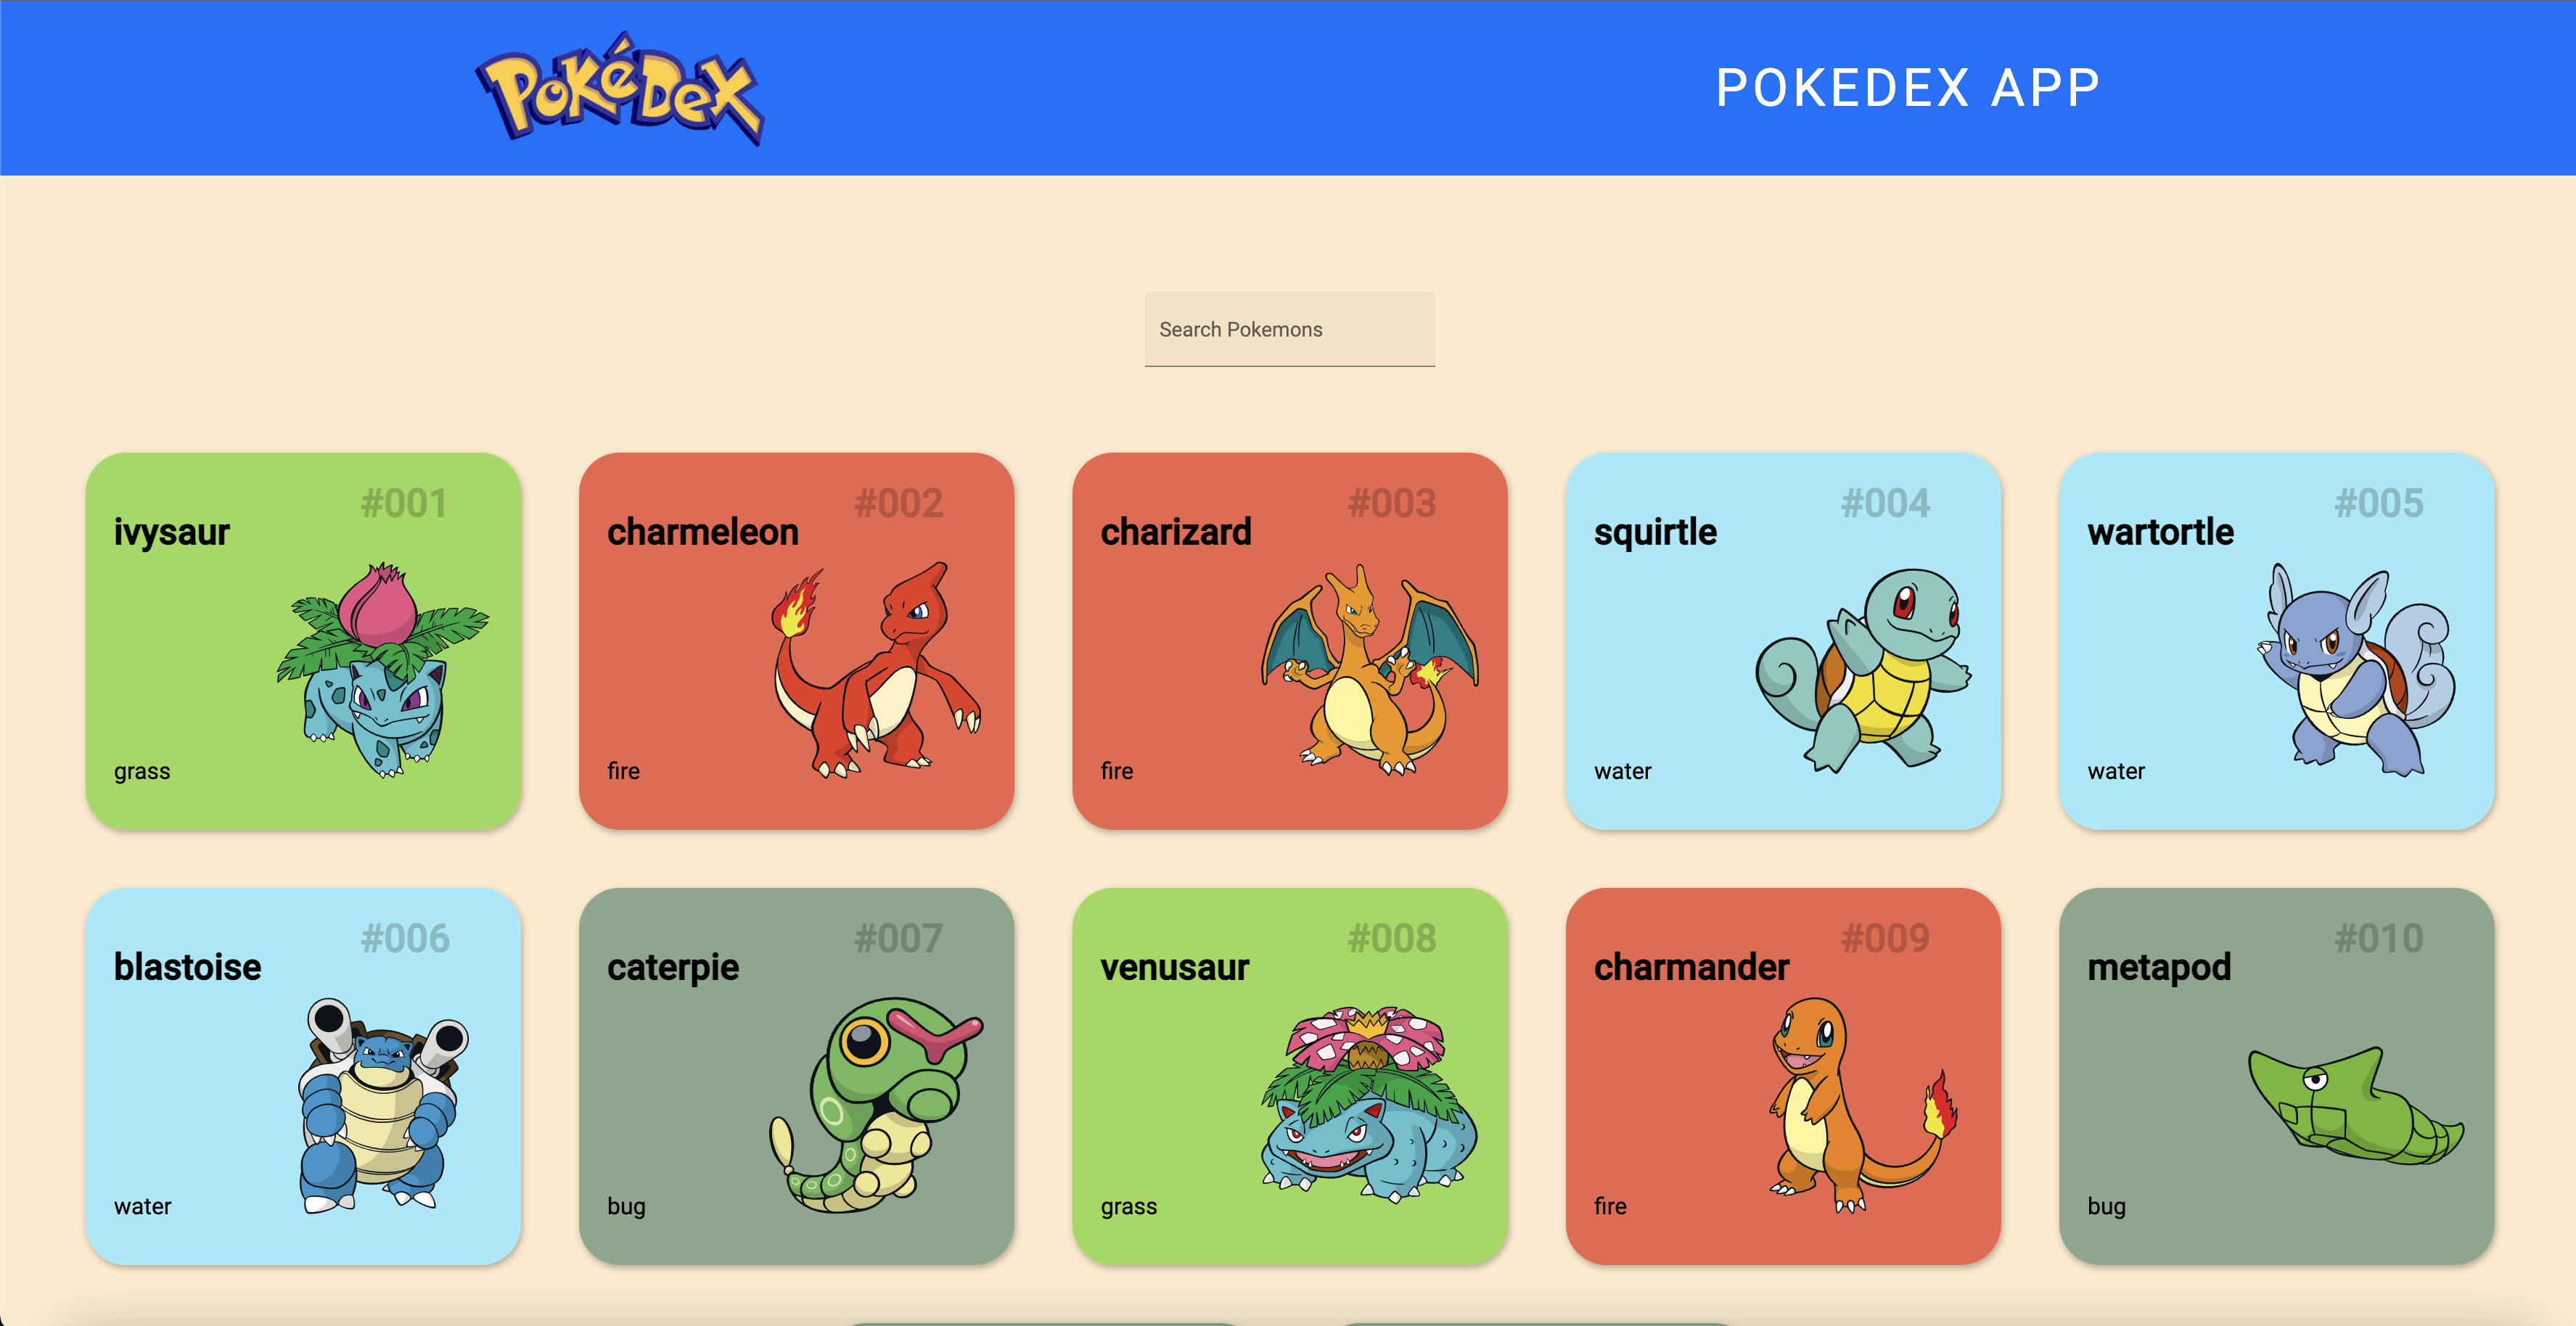 PokéDex
POKEDEX APP
Search Pokemons
#001
ivysaur
grass
#002
charmeleon
fire
#003
charizard
fire
#004
squirtle
water
#005
wartortle
water
#006
blastoise
water
#007
caterpie
bug
#008
venusaur
grass
#009
charmander
fire
#010
metapod
bug